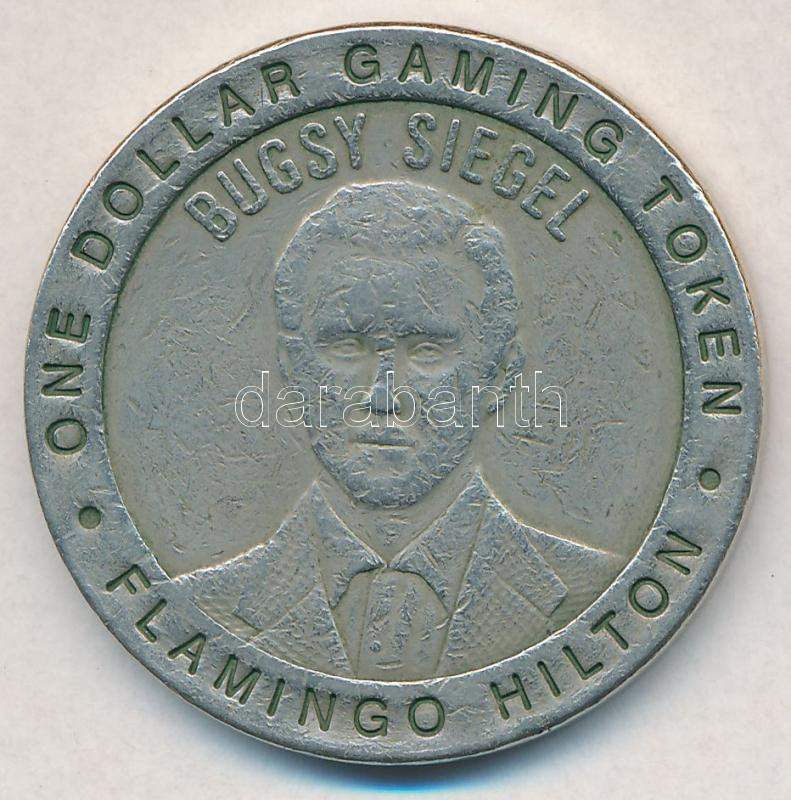 ONE DOLLAR GAMING TOKEN
BUGSY SIEGEL
darabanth
• FLAMINGO HILTON •